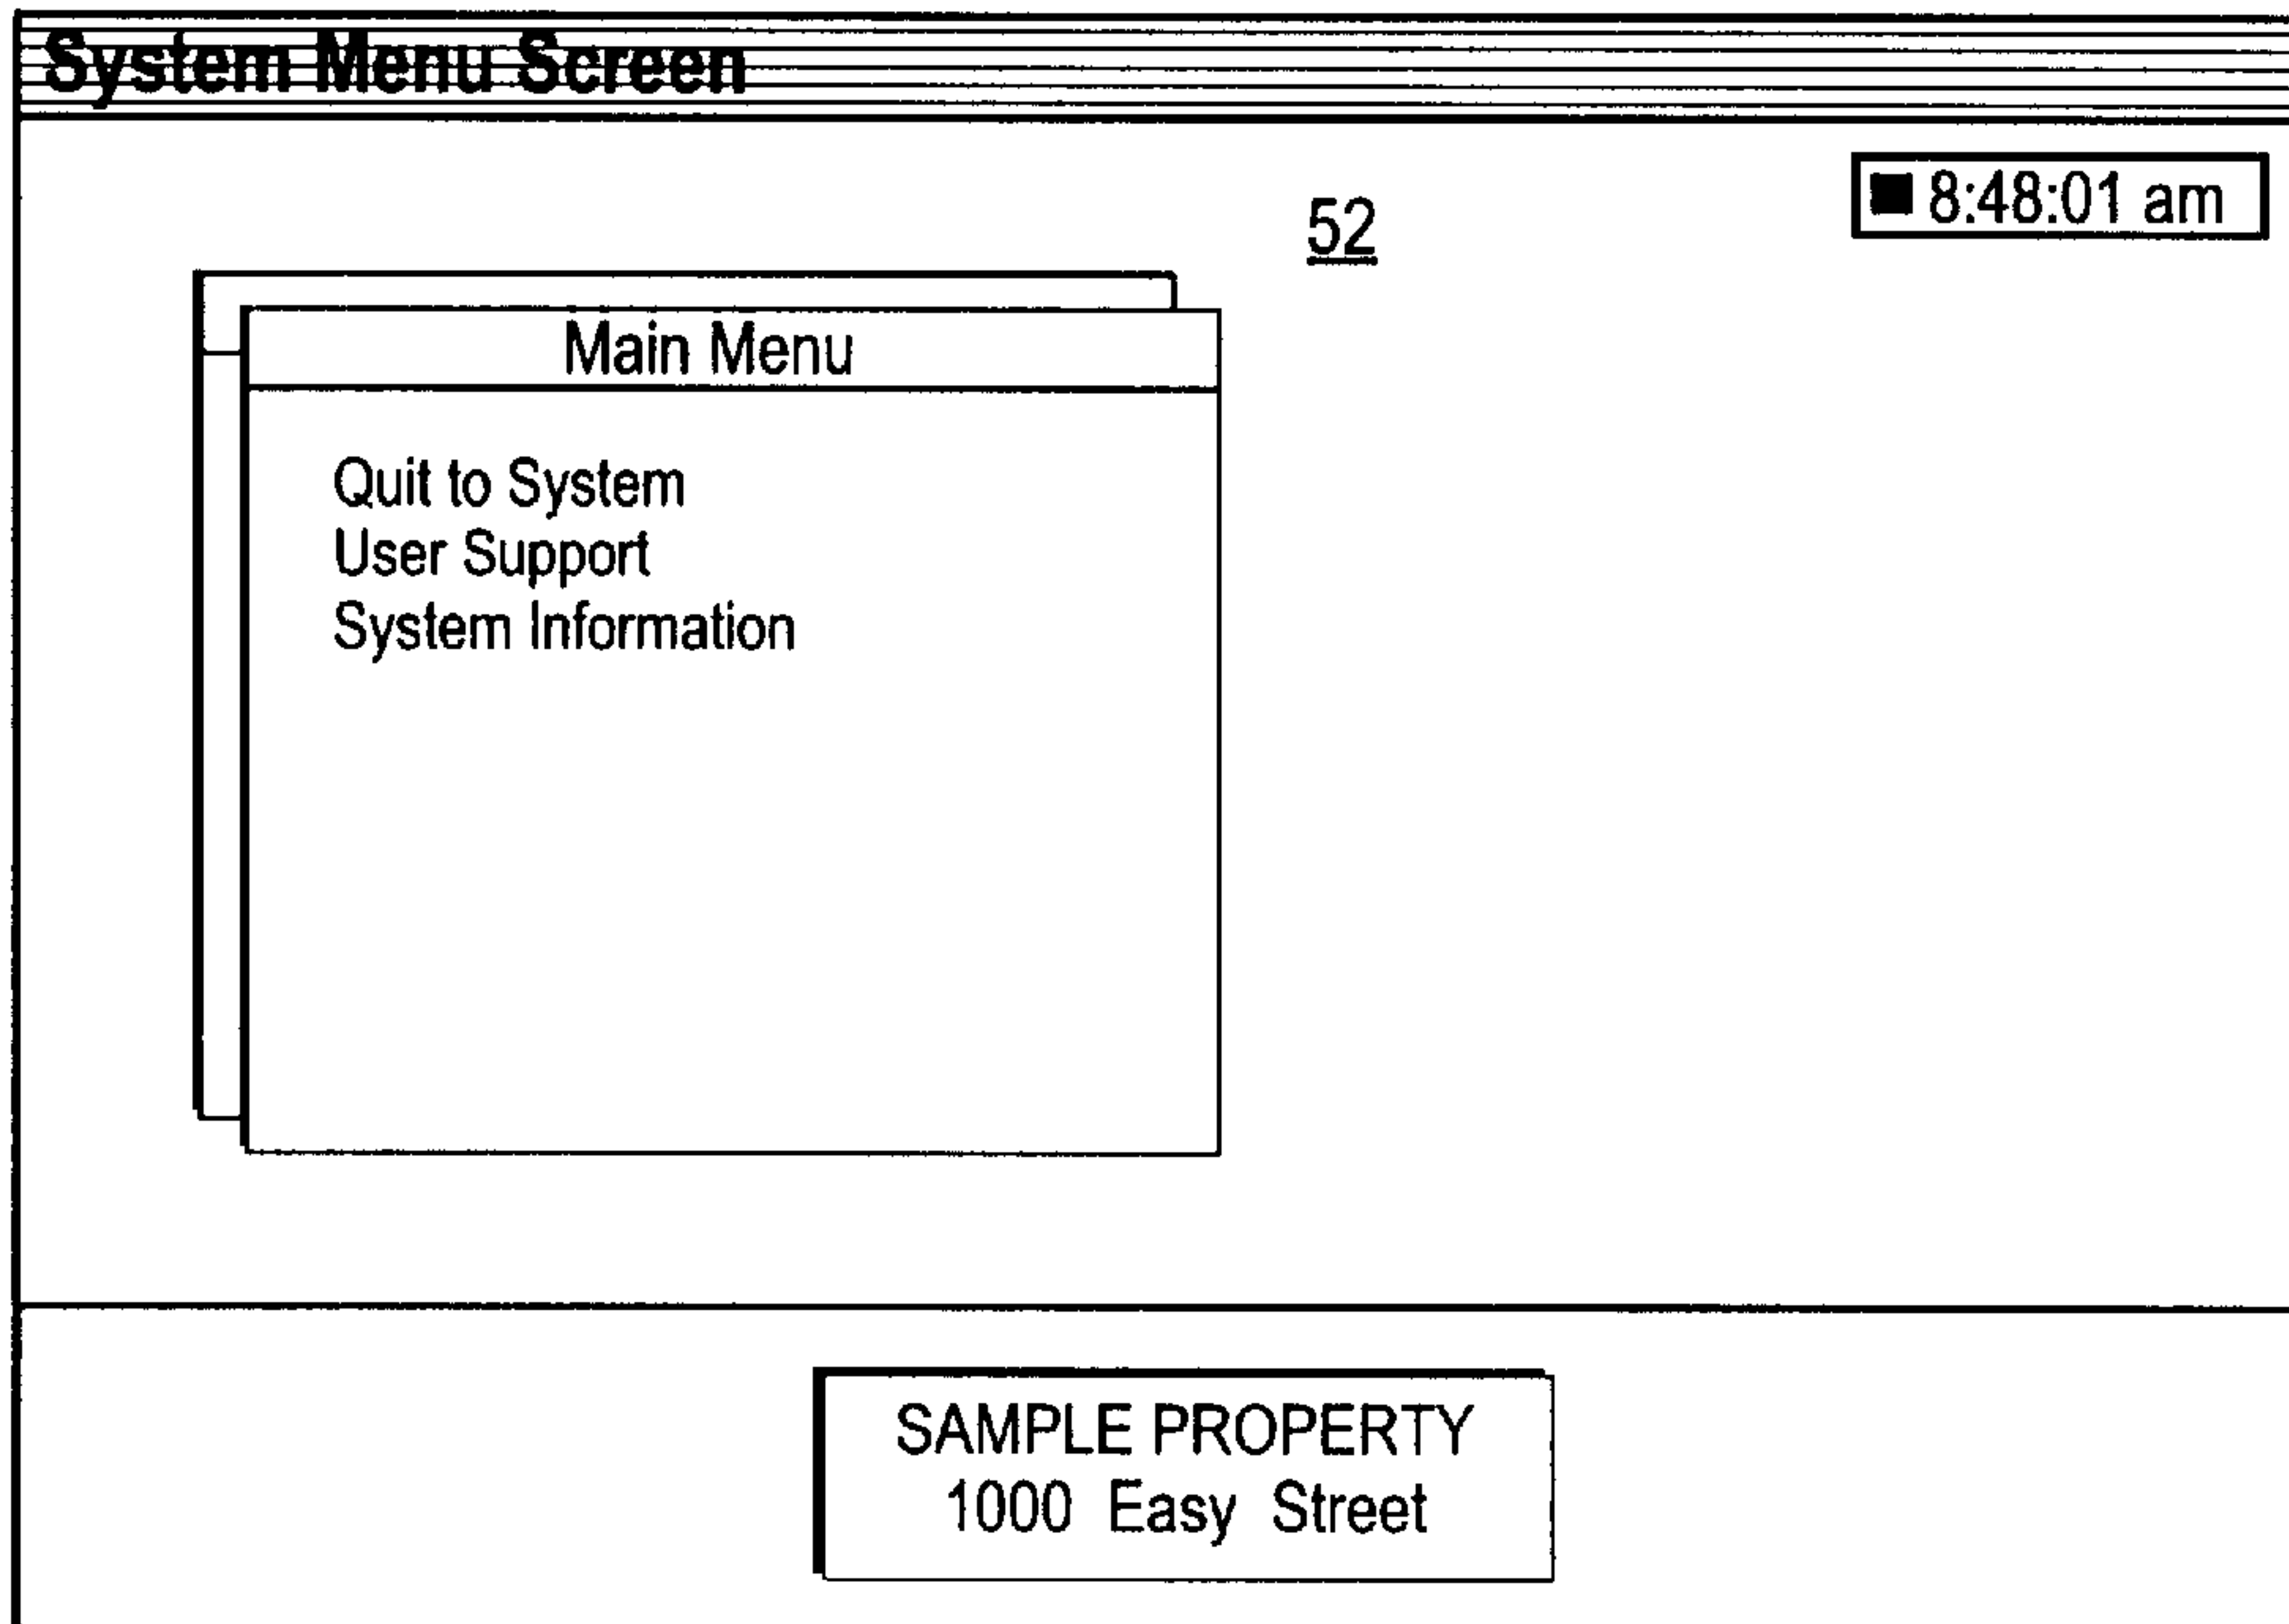 System Menu Screen
8:48:01 am
52
Main Menu
Quit to System
User Support
System Information
SAMPLE PROPERTY
1000 Easy Street